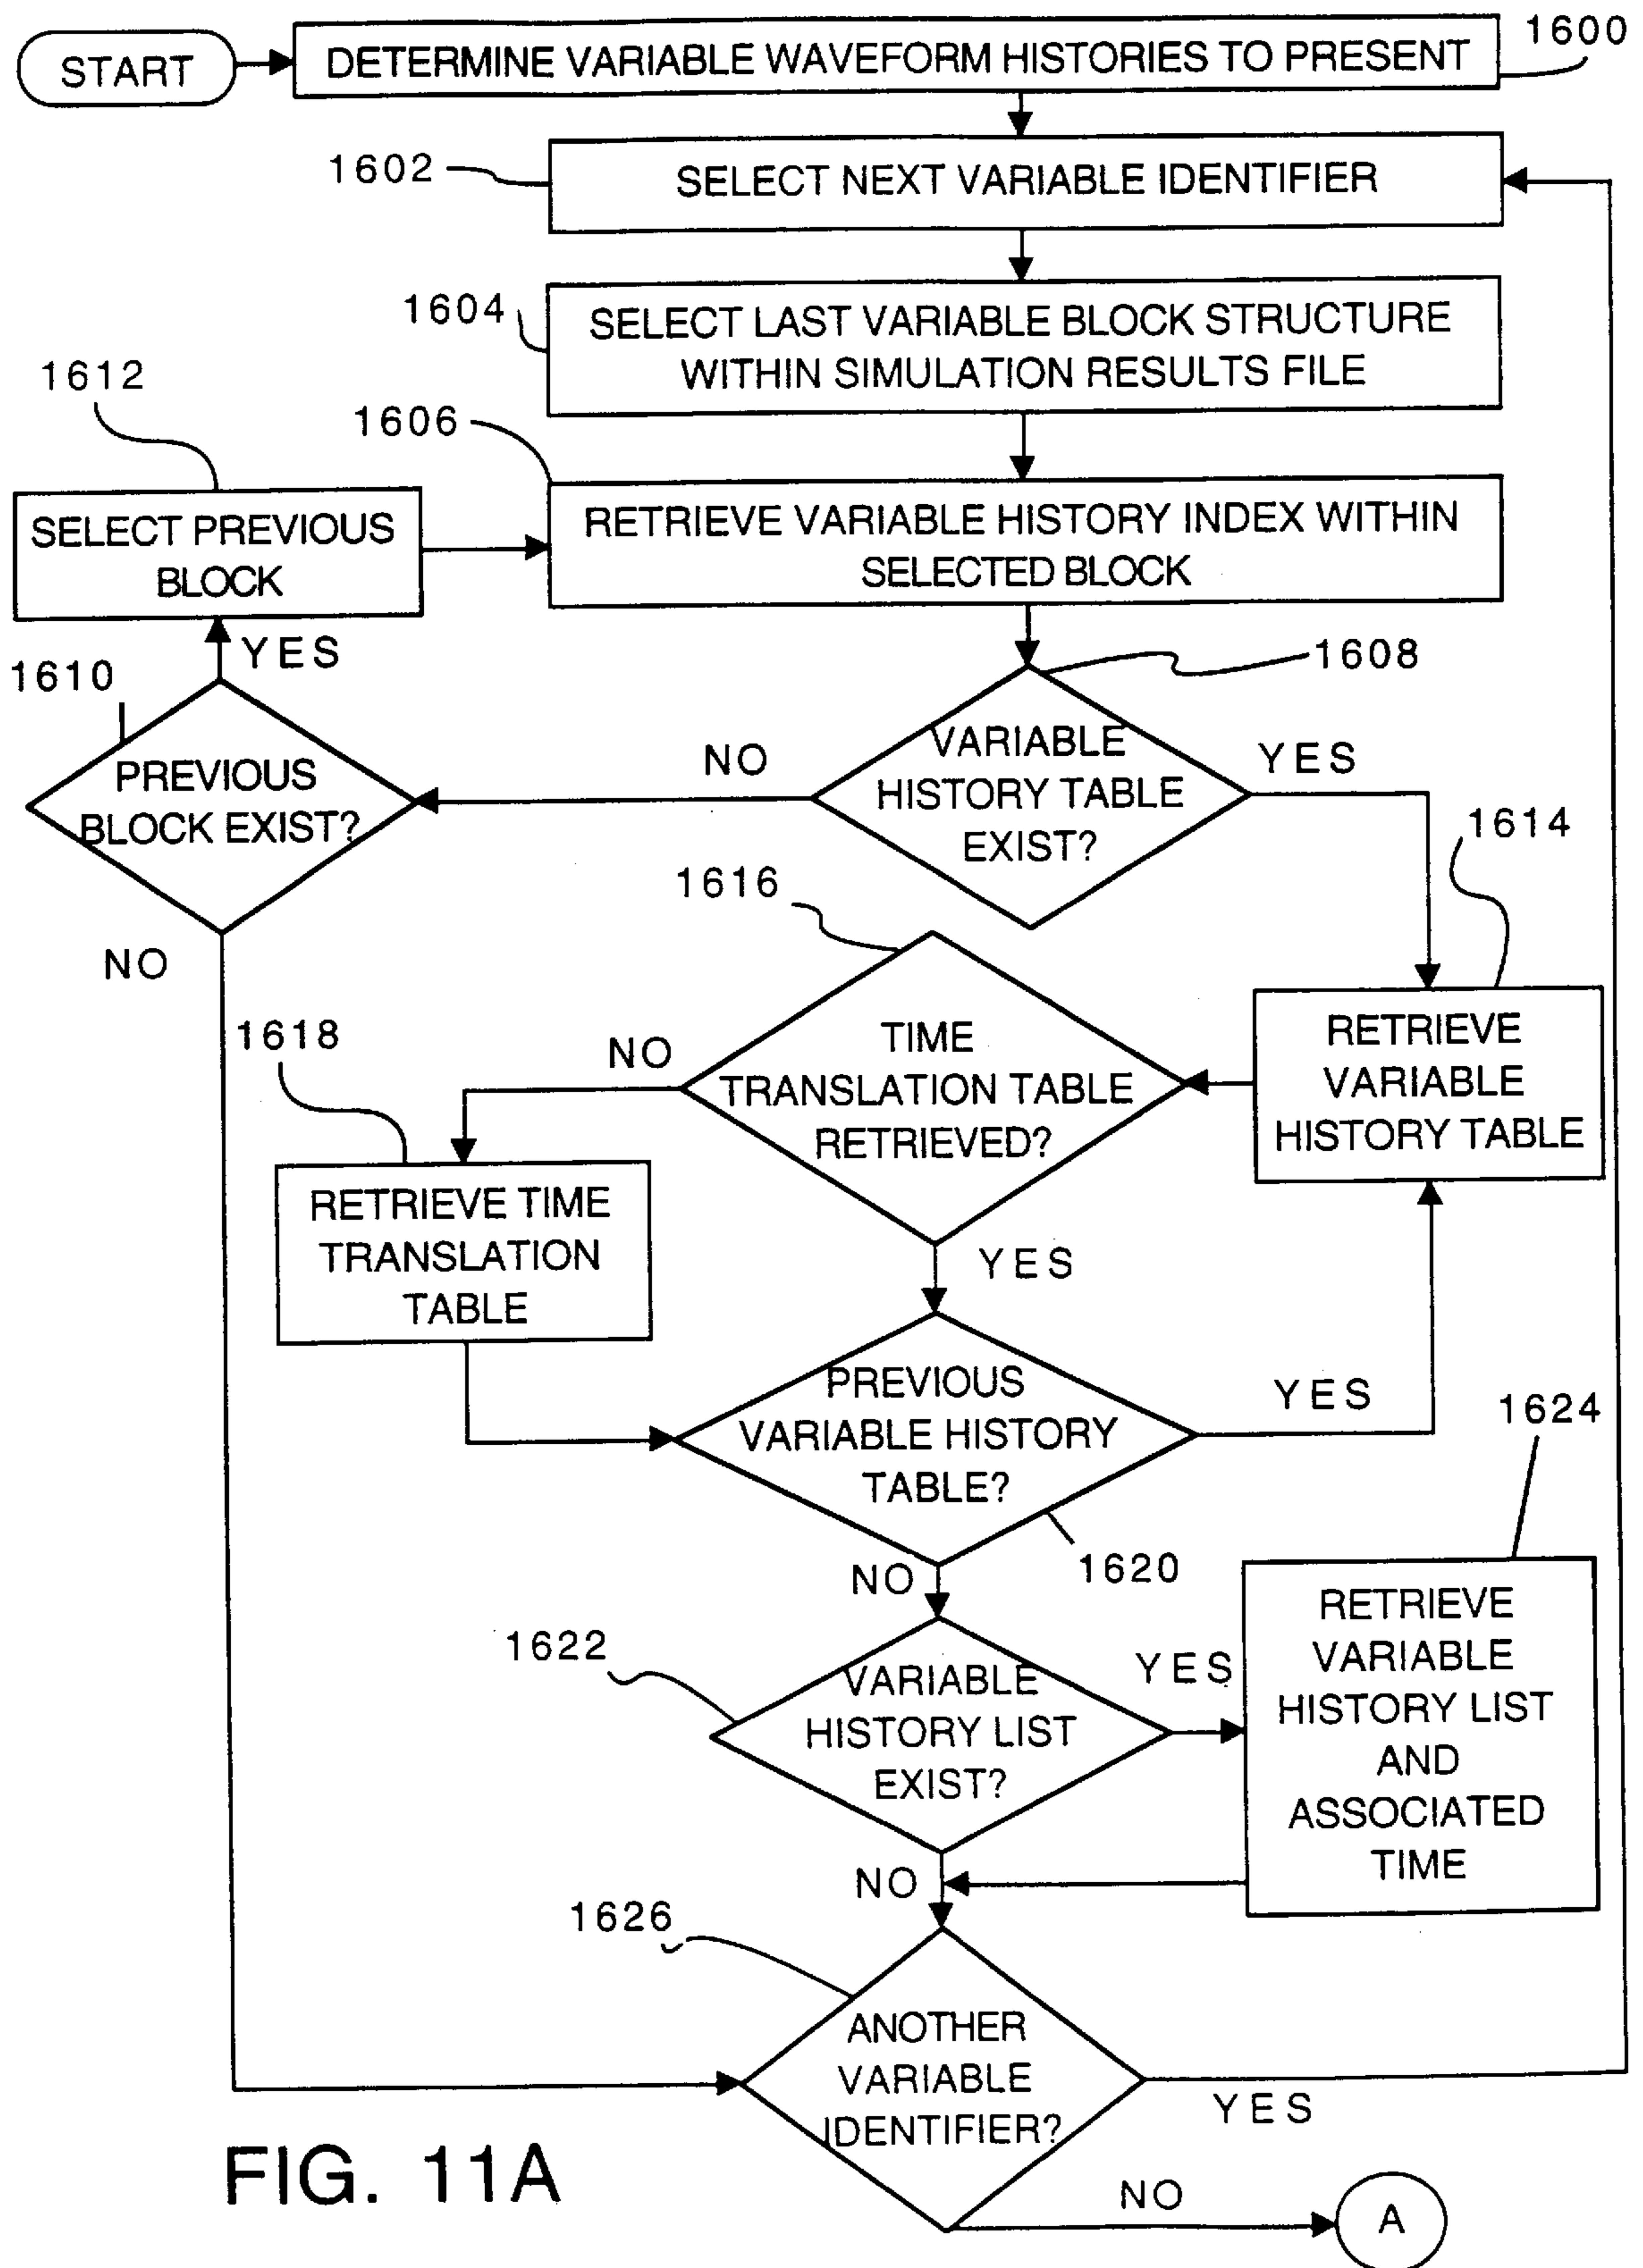 START
DETERMINE VARIABLE WAVEFORM HISTORIES TO PRESENT
1600
1602
SELECT NEXT VARIABLE IDENTIFIER
1604
SELECT LAST VARIABLE BLOCK STRUCTURE
WITHIN SIMULATION RESULTS FILE
1612
1606
SELECT PREVIOUS
BLOCK
RETRIEVE VARIABLE HISTORY INDEX WITHIN
SELECTED BLOCK
YES
1610
1608
PREVIOUS
BLOCK EXIST?
NO
VARIABLE
HISTORY TABLE
EXIST?
YES
1614
1616
NO
1618
NO
TIME
TRANSLATION TABLE
RETRIEVED?
RETRIEVE
VARIABLE
HISTORY TABLE
RETRIEVE TIME
TRANSLATION
TABLE
YES
PREVIOUS
VARIABLE HISTORY
TABLE?
YES
1624
1620
NO
1622
VARIABLE
HISTORY LIST
EXIST?
YES
RETRIEVE
VARIABLE
HISTORY LIST
AND
ASSOCIATED
TIME
NO
1626
ANOTHER
VARIABLE
IDENTIFIER?
YES
FIG. 11A
NO
A